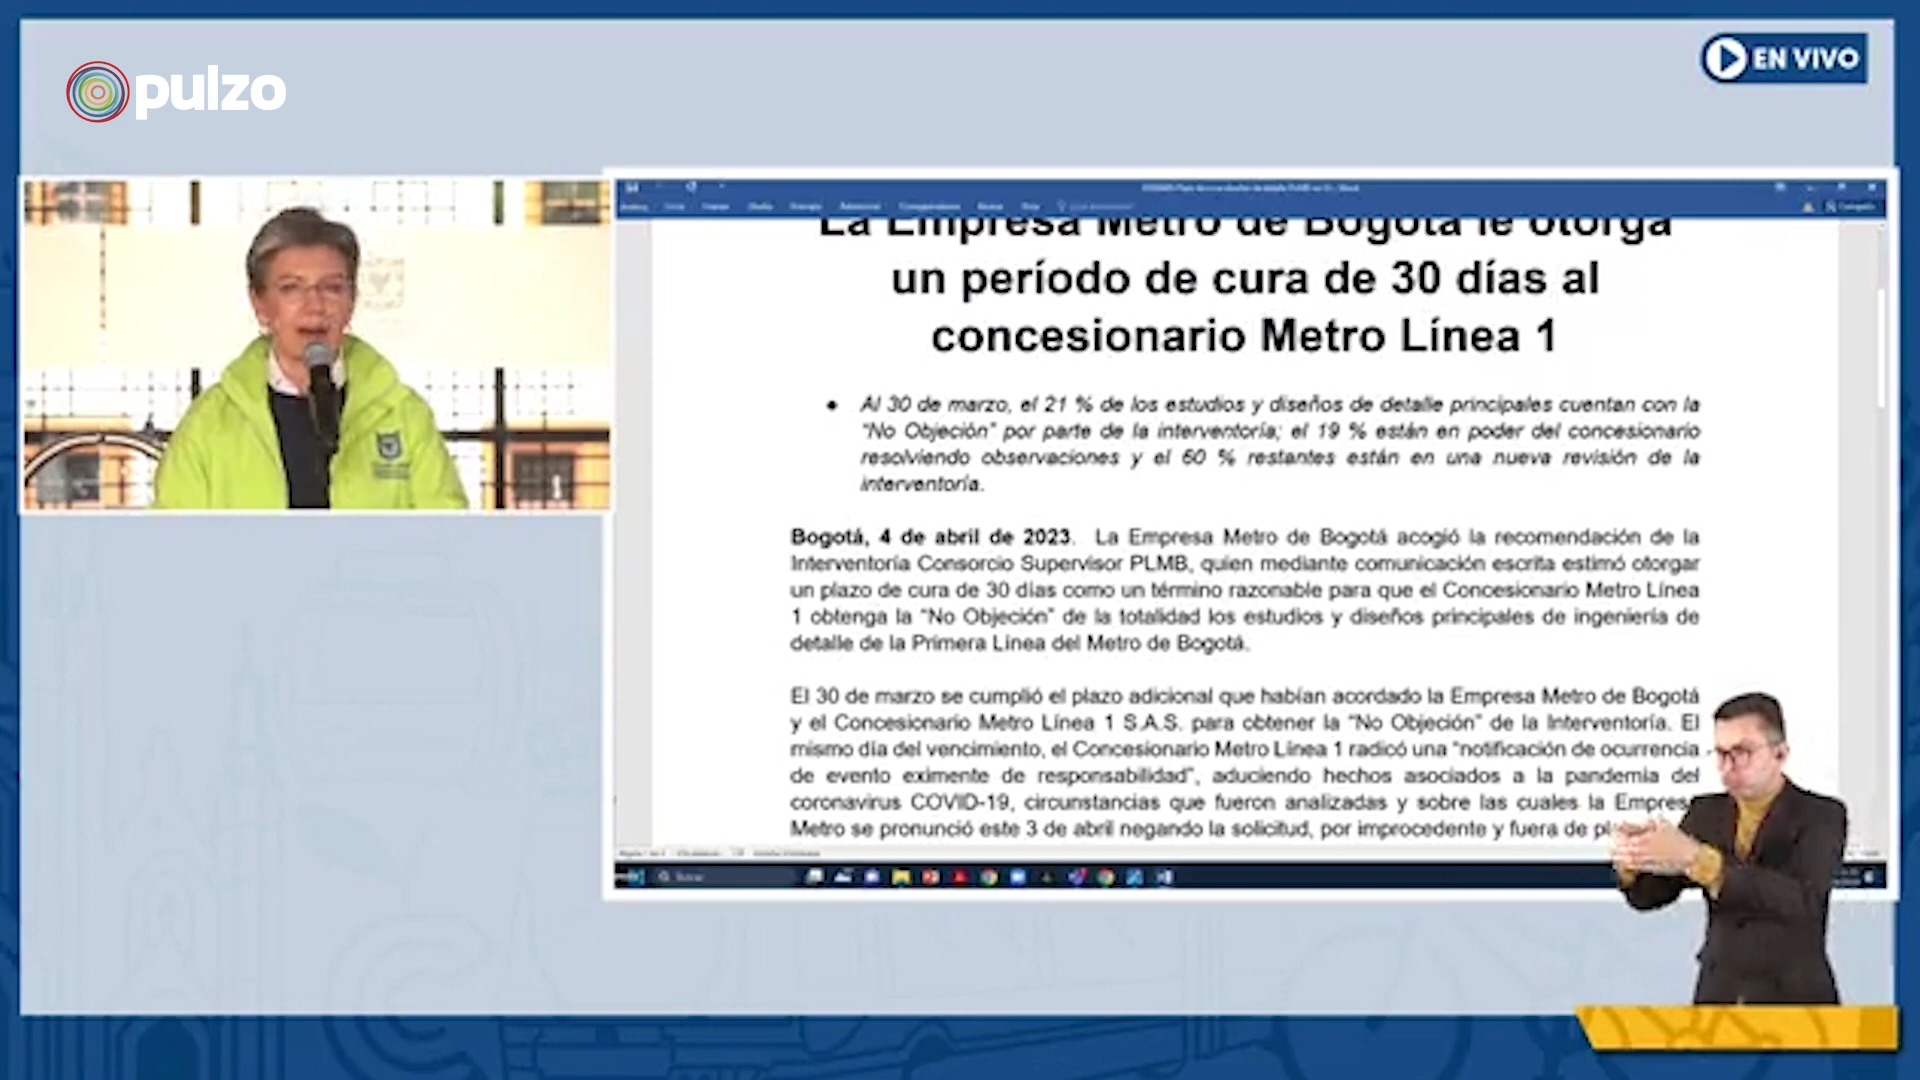 pulzo
EN VIVO
La Empresa Metro de Bogotá le otorga
un período de cura de 30 días al
concesionario Metro Línea 1
● Al 30 de marzo, el 21 % de los estudios y diseños de detalle principales cuentan con la
“No Objeción” por parte de la interventoría; el 19 % están en poder del concesionario
resolviendo observaciones y el 60 % restantes están en una nueva revisión de la
interventoría.
Bogotá, 4 de abril de 2023. La Empresa Metro de Bogotá acogió la recomendación de la
Interventoría Consorcio Supervisor PLMB, quien mediante comunicación escrita estimó otorgar
un plazo de cura de 30 días como un término razonable para que el Concesionario Metro Línea
1 obtenga la “No Objeción” de la totalidad los estudios y diseños principales de ingeniería de
detalle de la Primera Línea del Metro de Bogotá.
El 30 de marzo se cumplió el plazo adicional que habían acordado la Empresa Metro de Bogotá
y el Concesionario Metro Línea 1 S.A.S. para obtener la “No Objeción” de la Interventoría. El
mismo día del vencimiento, el Concesionario Metro Línea 1 radicó una “notificación de ocurrencia
de evento eximente de responsabilidad”, aduciendo hechos asociados a la pandemia del
coronavirus COVID-19, circunstancias que fueron analizadas y sobre las cuales la Empresa
Metro se pronunció este 3 de abril negando la solicitud, por improcedente y fuera de
Buscar